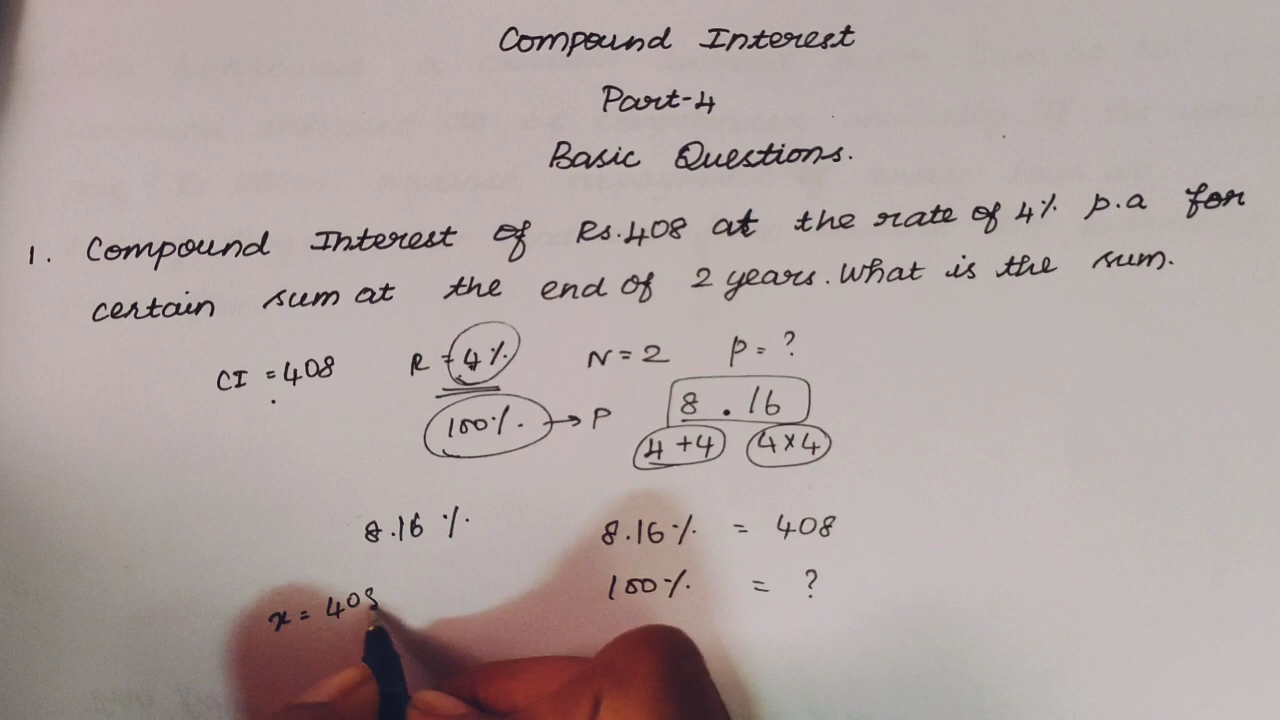 Compound Interest
Part-4
Basic Questions.
1. Compound Interest of Rs.408 at the rate of 4% p.a for
certain sum at the end of 2 years. What is the sum.
CI = 408 R = 4% N = 2 P = ?
100% → P 8.16
4+4 4×4
8.16 % 8.16% = 408
100% = ?
x = 408